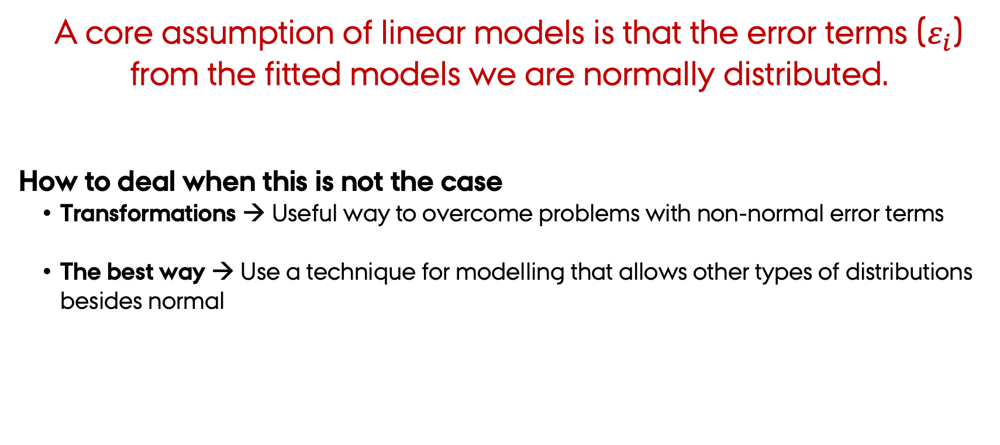 A core assumption of linear models is that the error terms (εᵢ)
from the fitted models we are normally distributed.
How to deal when this is not the case
• Transformations → Useful way to overcome problems with non-normal error terms
• The best way → Use a technique for modelling that allows other types of distributions
besides normal